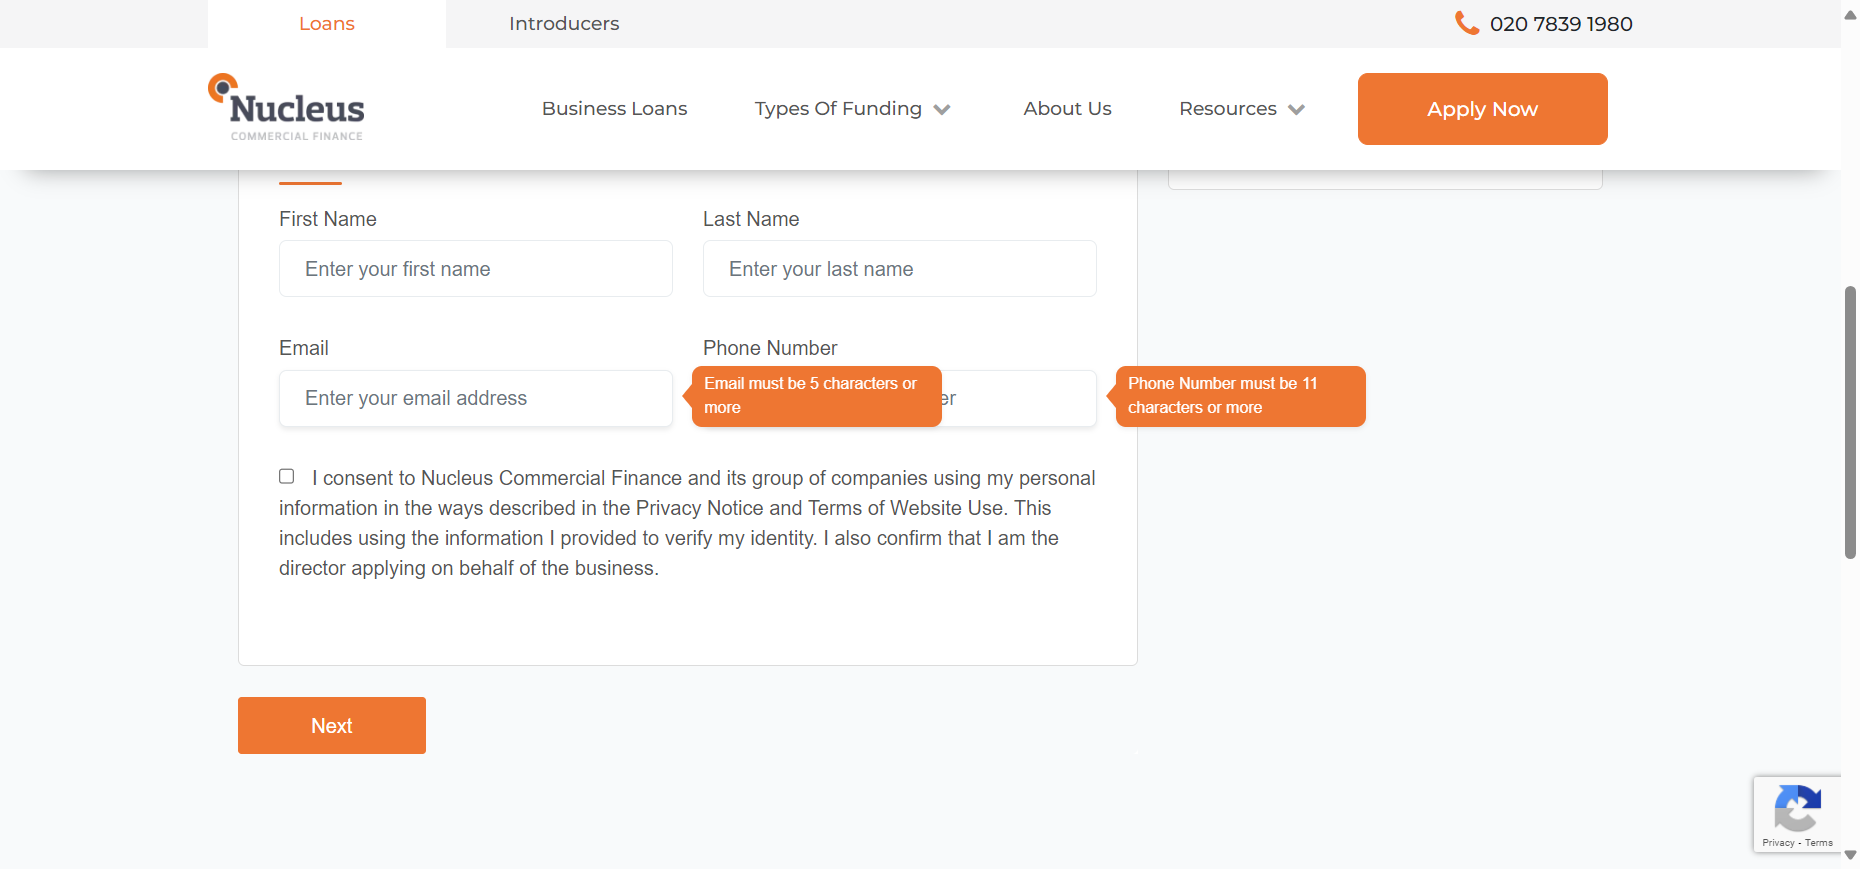 Loans
Introducers
020 7839 1980
Nucleus
COMMERCIAL FINANCE
Business Loans
Types Of Funding
About Us
Resources
Apply Now
First Name
Last Name
Enter your first name
Enter your last name
Email
Phone Number
Enter your email address
Email must be 5 characters or
more
er
Phone Number must be 11
characters or more
I consent to Nucleus Commercial Finance and its group of companies using my personal
information in the ways described in the Privacy Notice and Terms of Website Use. This
includes using the information I provided to verify my identity. I also confirm that I am the
director applying on behalf of the business.
Next
Privacy - Terms